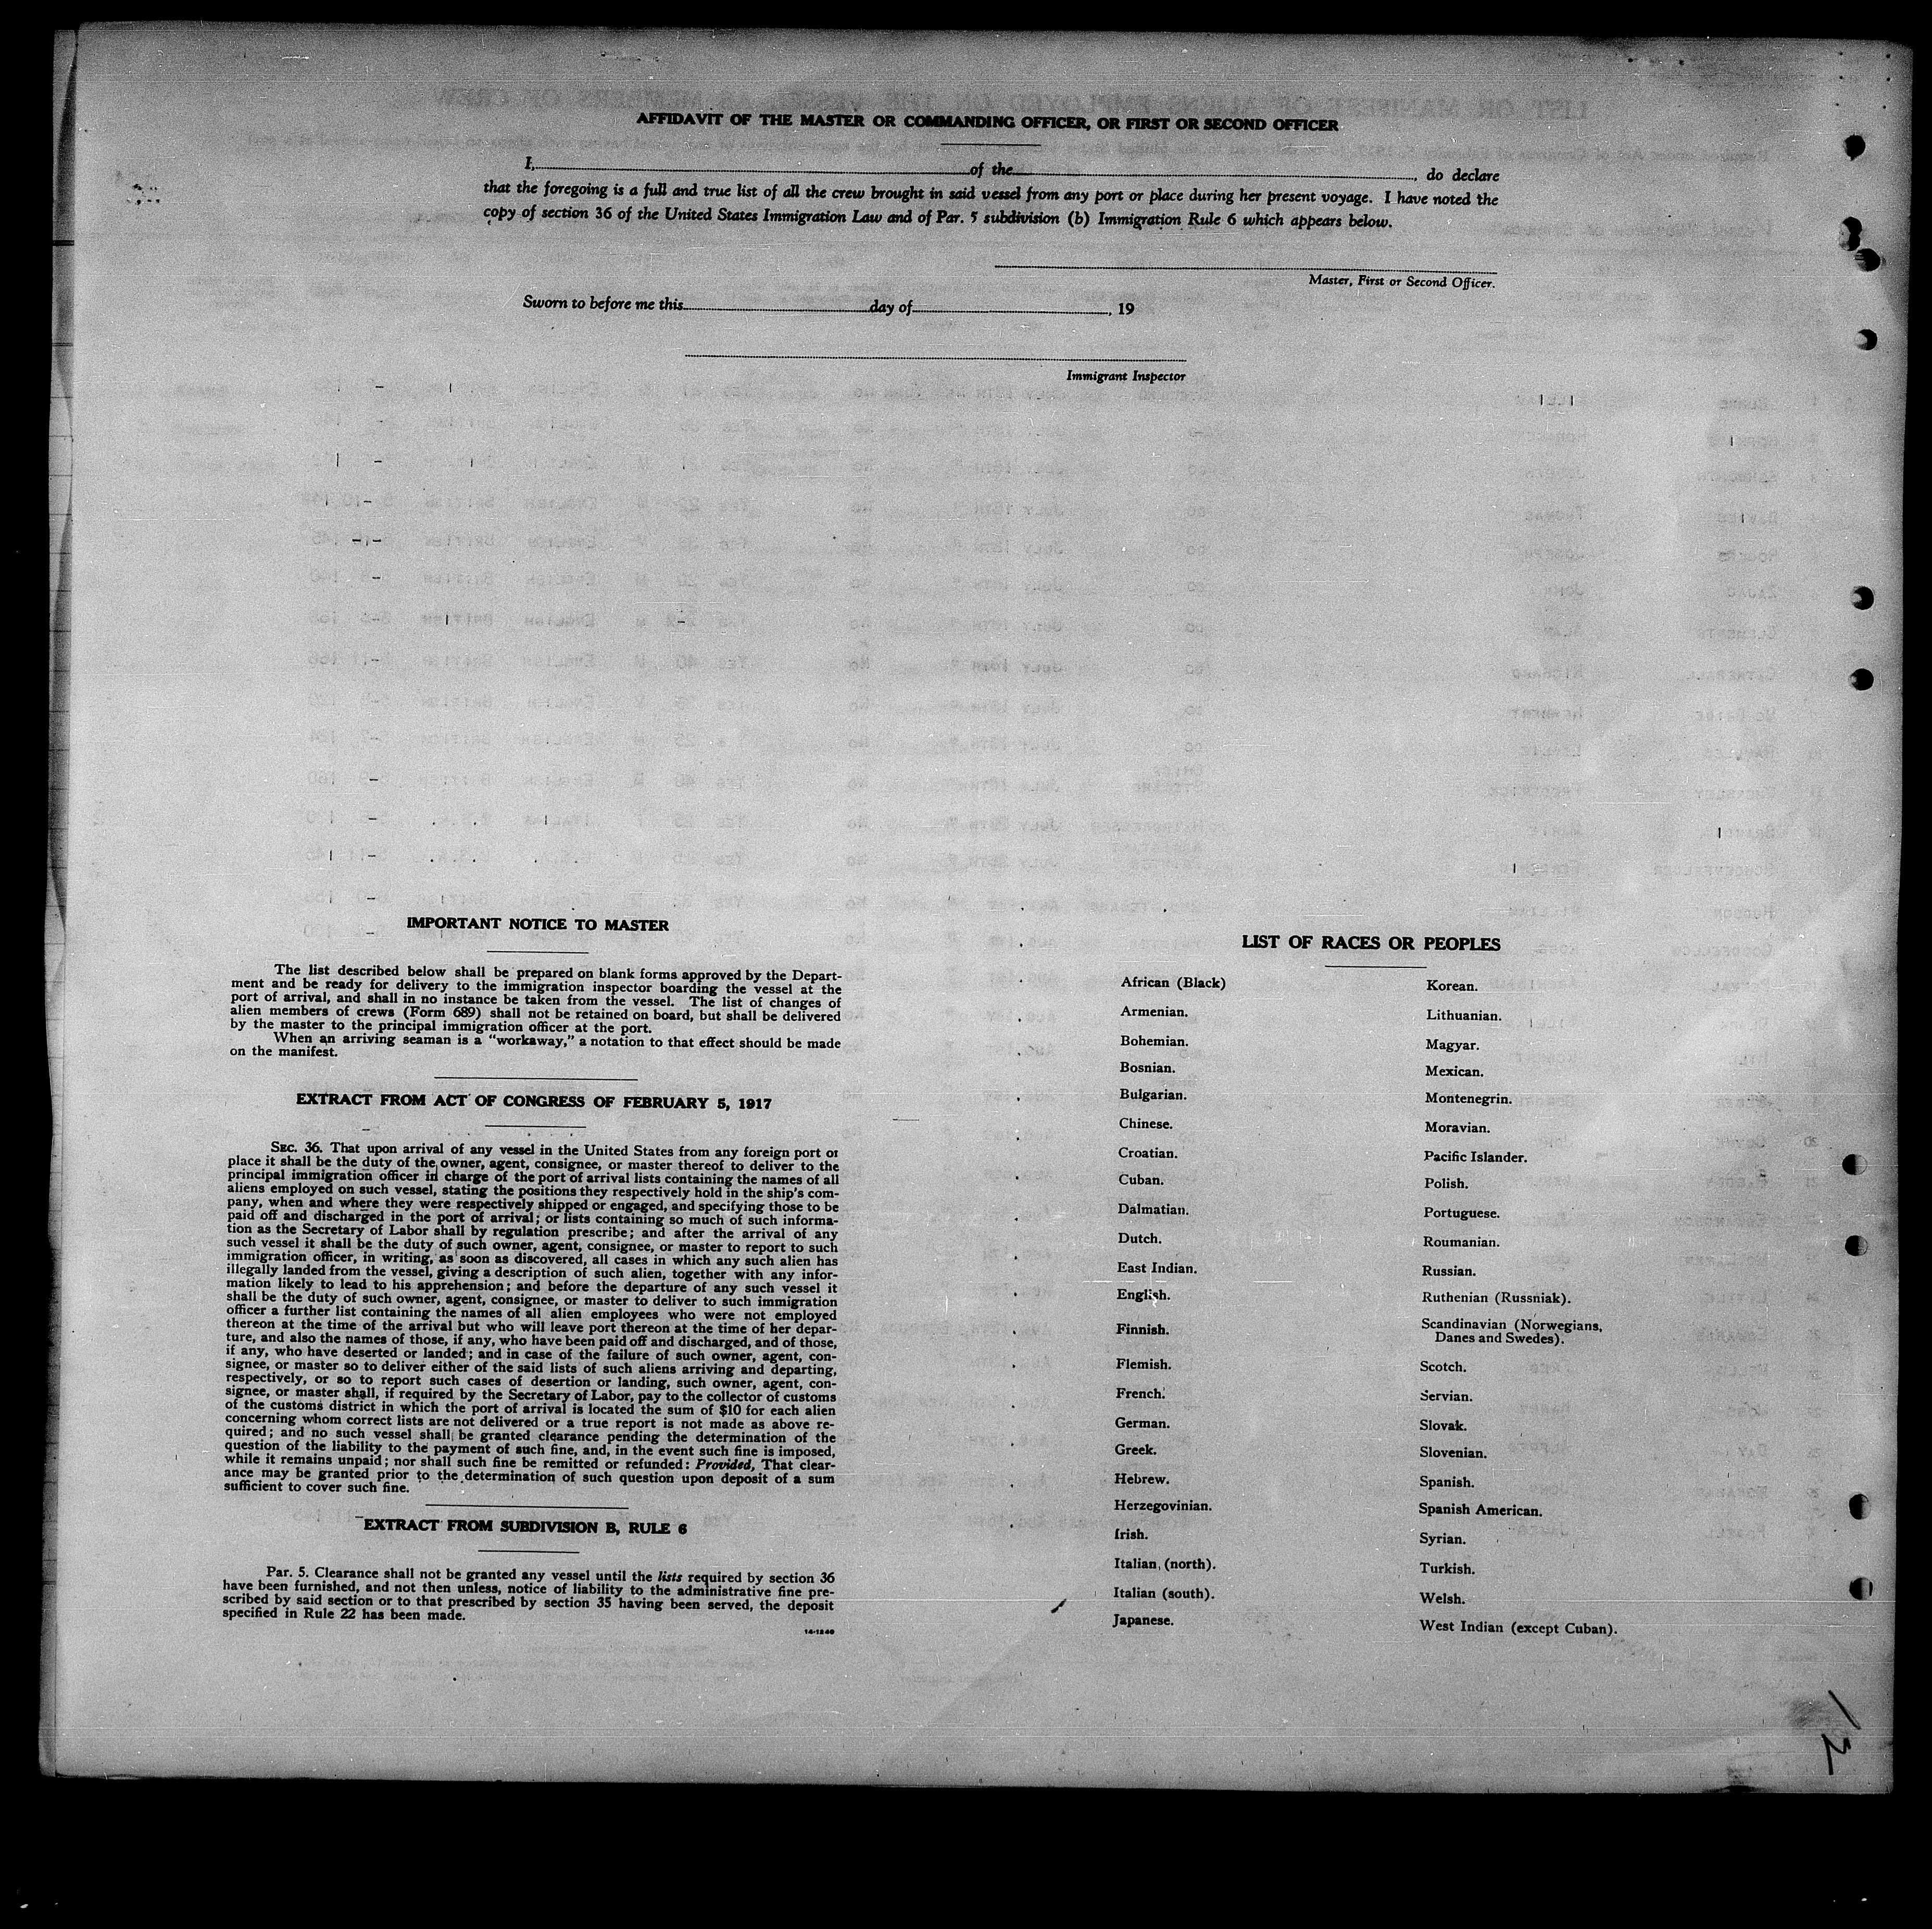 AFFIDAVIT OF THE MASTER OR COMMANDING OFFICER, OR FIRST OR SECOND OFFICER
I, of the , do declare
that the foregoing is a full and true list of all the crew brought in said vessel from any port or place during her present voyage. I have noted the
copy of section 36 of the United States Immigration Law and of Par. 5 subdivision (b) Immigration Rule 6 which appears below.
Master, First or Second Officer.
Sworn to before me this day of , 19
Immigrant Inspector
IMPORTANT NOTICE TO MASTER
The list described below shall be prepared on blank forms approved by the Depart-
ment and be ready for delivery to the immigration inspector boarding the vessel at the
port of arrival, and shall in no instance be taken from the vessel. The list of changes of
alien members of crews (Form 689) shall not be retained on board, but shall be delivered
by the master to the principal immigration officer at the port.
When an arriving seaman is a "workaway," a notation to that effect should be made
on the manifest.
EXTRACT FROM ACT OF CONGRESS OF FEBRUARY 5, 1917
SEC. 36. That upon arrival of any vessel in the United States from any foreign port or
place it shall be the duty of the owner, agent, consignee, or master thereof to deliver to the
principal immigration officer in charge of the port of arrival lists containing the names of all
aliens employed on such vessel, stating the positions they respectively hold in the ship's com-
pany, when and where they were respectively shipped or engaged, and specifying those to be
paid off and discharged in the port of arrival; or lists containing so much of such informa-
tion as the Secretary of Labor shall by regulation prescribe; and after the arrival of any
such vessel it shall be the duty of such owner, agent, consignee, or master to report to such
immigration officer, in writing, as soon as discovered, all cases in which any such alien has
illegally landed from the vessel, giving a description of such alien, together with any infor-
mation likely to lead to his apprehension; and before the departure of any such vessel it
shall be the duty of such owner, agent, consignee, or master to deliver to such immigration
officer a further list containing the names of all alien employees who were not employed
thereon at the time of the arrival but who will leave port thereon at the time of her depar-
ture, and also the names of those, if any, who have been paid off and discharged, and of those,
if any, who have deserted or landed; and in case of the failure of such owner, agent, con-
signee, or master so to deliver either of the said lists of such aliens arriving and departing,
respectively, or so to report such cases of desertion or landing, such owner, agent, con-
signee, or master shall, if required by the Secretary of Labor, pay to the collector of customs
of the customs district in which the port of arrival is located the sum of $10 for each alien
concerning whom correct lists are not delivered or a true report is not made as above re-
quired; and no such vessel shall be granted clearance pending the determination of the
question of the liability to the payment of such fine, and, in the event such fine is imposed,
while it remains unpaid; nor shall such fine be remitted or refunded: Provided, That clear-
ance may be granted prior to the determination of such question upon deposit of a sum
sufficient to cover such fine.
EXTRACT FROM SUBDIVISION B, RULE 6
Par. 5. Clearance shall not be granted any vessel until the lists required by section 36
have been furnished, and not then unless, notice of liability to the administrative fine pre-
scribed by said section or to that prescribed by section 35 having been served, the deposit
specified in Rule 22 has been made.
14-1240
LIST OF RACES OR PEOPLES
African (Black)
Armenian.
Bohemian.
Bosnian.
Bulgarian.
Chinese.
Croatian.
Cuban.
Dalmatian.
Dutch.
East Indian.
English.
Finnish.
Flemish.
French.
German.
Greek.
Hebrew.
Herzegovinian.
Irish.
Italian (north).
Italian (south).
Japanese.
Korean.
Lithuanian.
Magyar.
Mexican.
Montenegrin.
Moravian.
Pacific Islander.
Polish.
Portuguese.
Roumanian.
Russian.
Ruthenian (Russniak).
Scandinavian (Norwegians,
Danes and Swedes).
Scotch.
Servian.
Slovak.
Slovenian.
Spanish.
Spanish American.
Syrian.
Turkish.
Welsh.
West Indian (except Cuban).